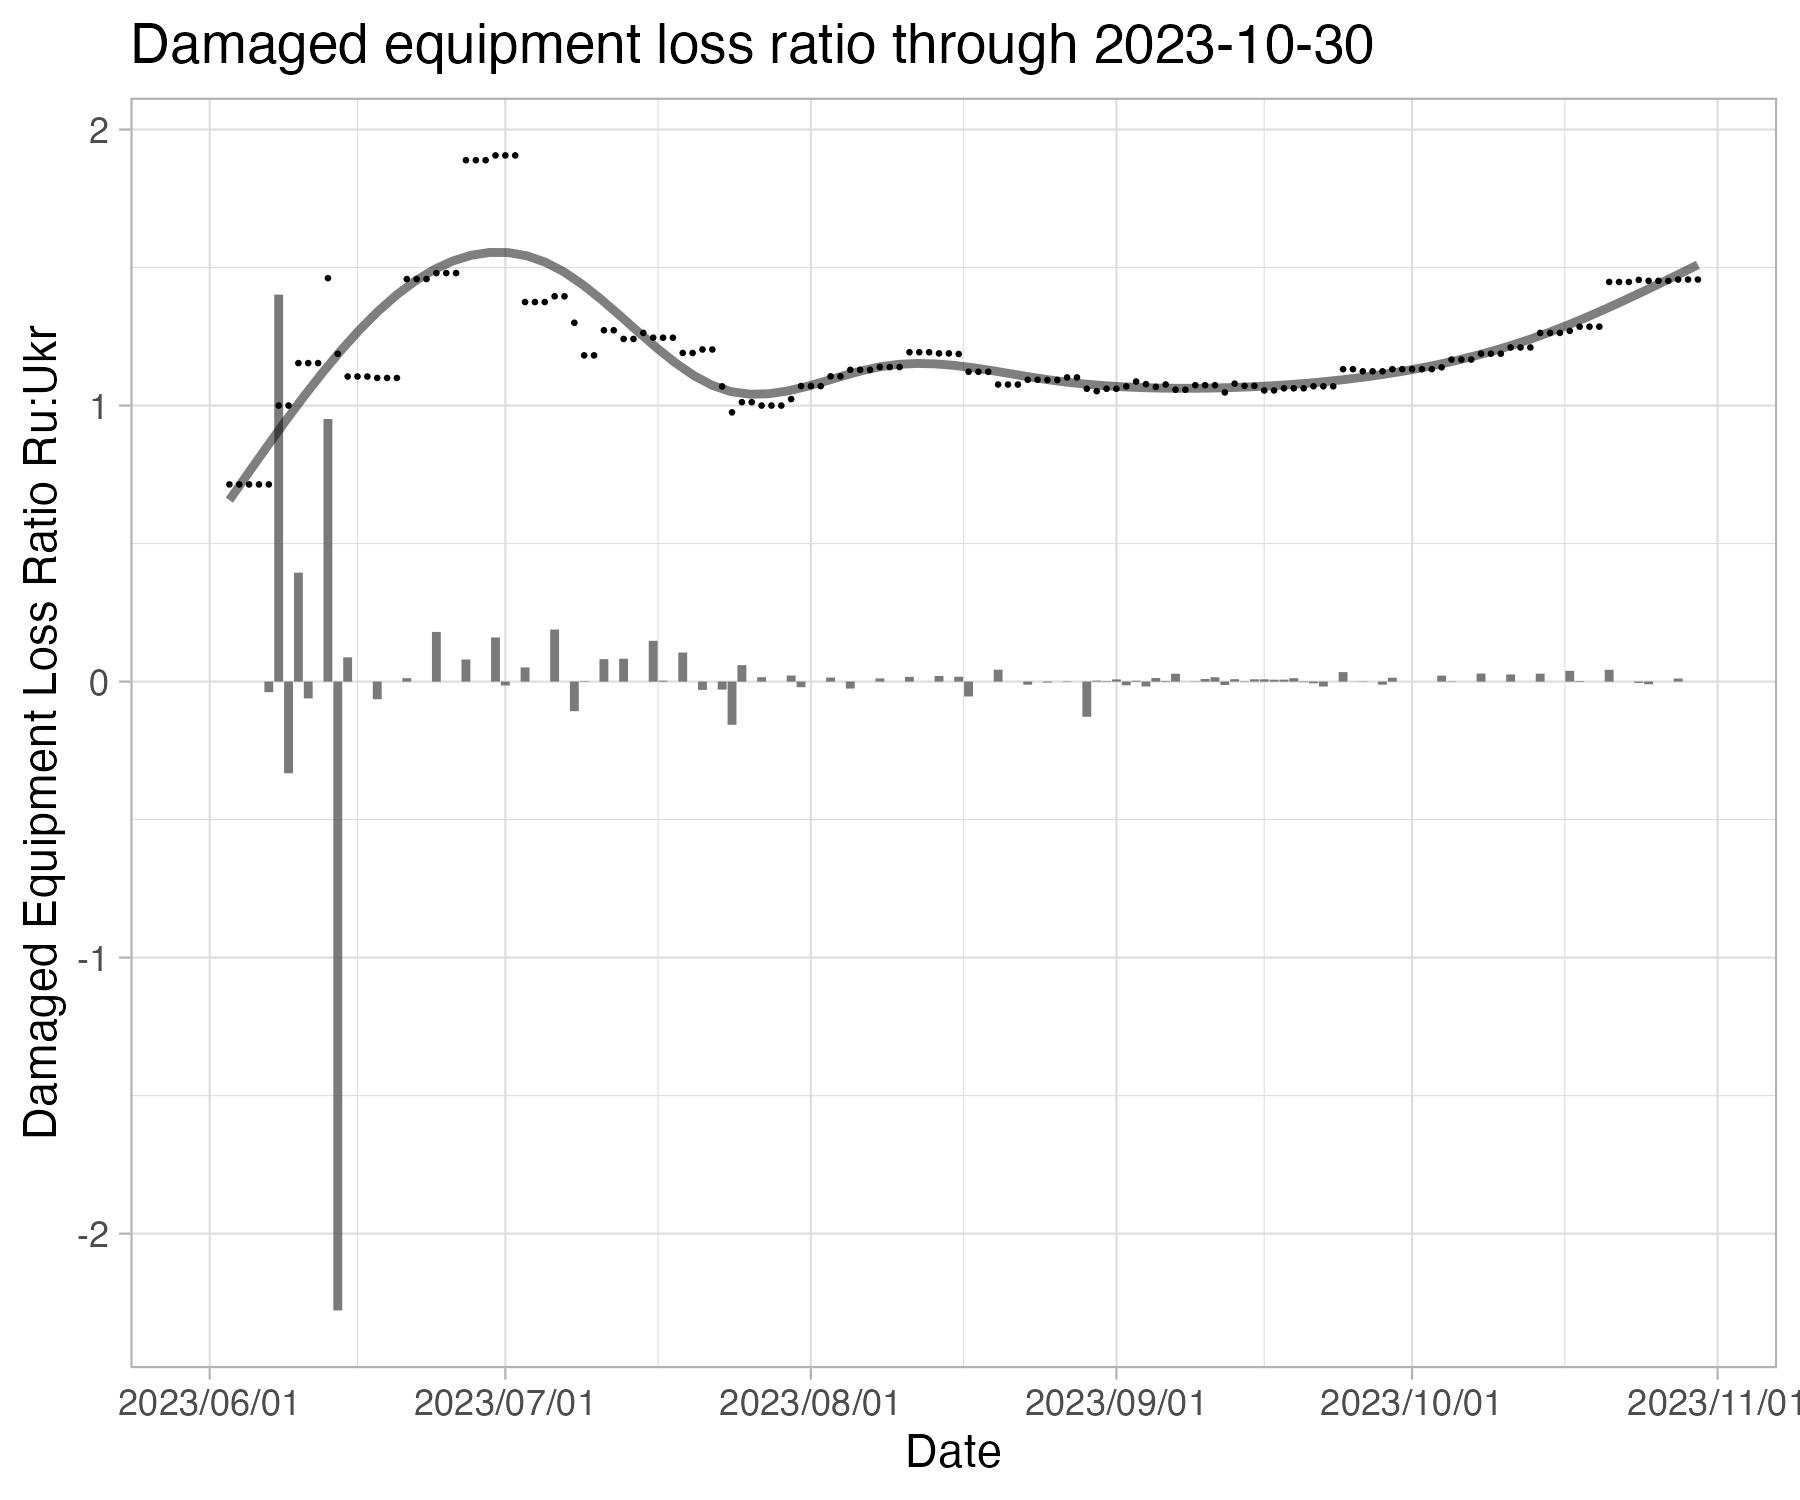 Damaged equipment loss ratio through 2023-10-30
Damaged Equipment Loss Ratio Ru:Ukr
2
1
0
-1
-2
2023/06/01 2023/07/01 2023/08/01 2023/09/01 2023/10/01 2023/11/01
Date